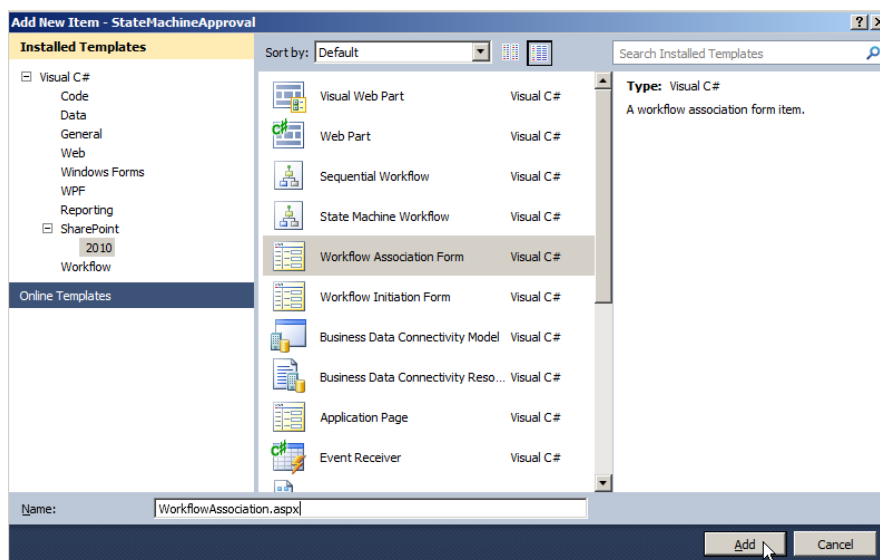 Add New Item - StateMachineApproval
Installed Templates
Sort by: Default
Search Installed Templates
Visual C#
Code
Data
General
Web
Windows Forms
WPF
Reporting
SharePoint
2010
Workflow
Online Templates
Visual Web Part Visual C#
Web Part Visual C#
Sequential Workflow Visual C#
State Machine Workflow Visual C#
Workflow Association Form Visual C#
Workflow Initiation Form Visual C#
Business Data Connectivity Model Visual C#
Business Data Connectivity Reso... Visual C#
Application Page Visual C#
Event Receiver Visual C#
Type: Visual C#
A workflow association form item.
Name: WorkflowAssociation.aspx
Add Cancel